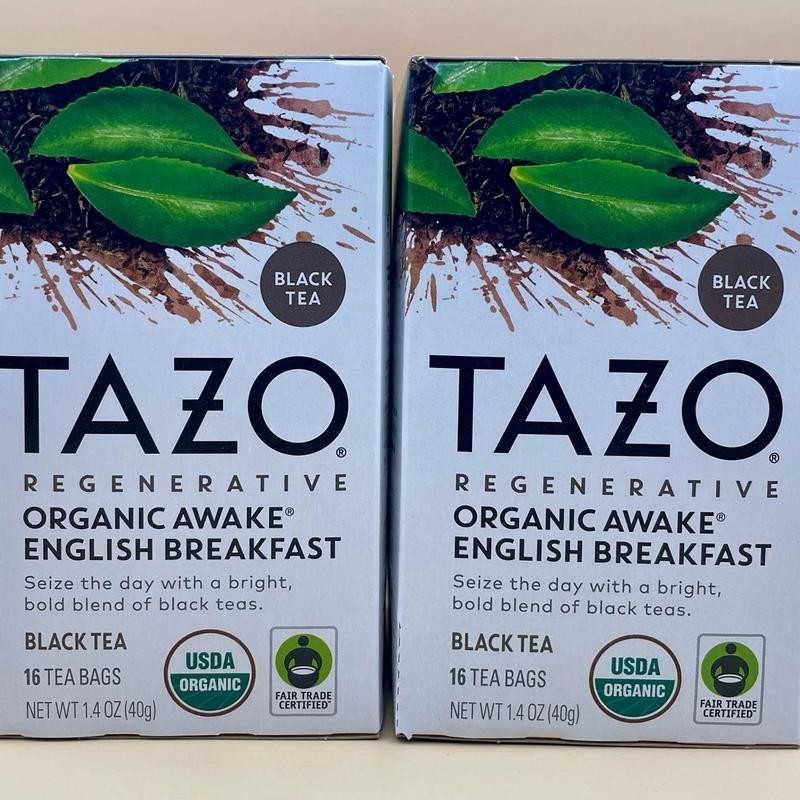 BLACK
TEA
TAZO®
REGENERATIVE
ORGANIC AWAKE®
ENGLISH BREAKFAST
Seize the day with a bright,
bold blend of black teas.
BLACK TEA
16 TEA BAGS
NET WT 1.4 OZ (40g)
USDA
ORGANIC
FAIR TRADE
CERTIFIED™
BLACK
TEA
TAZO®
REGENERATIVE
ORGANIC AWAKE®
ENGLISH BREAKFAST
Seize the day with a bright,
bold blend of black teas.
BLACK TEA
16 TEA BAGS
NET WT 1.4 OZ (40g)
USDA
ORGANIC
FAIR TRADE
CERTIFIED™